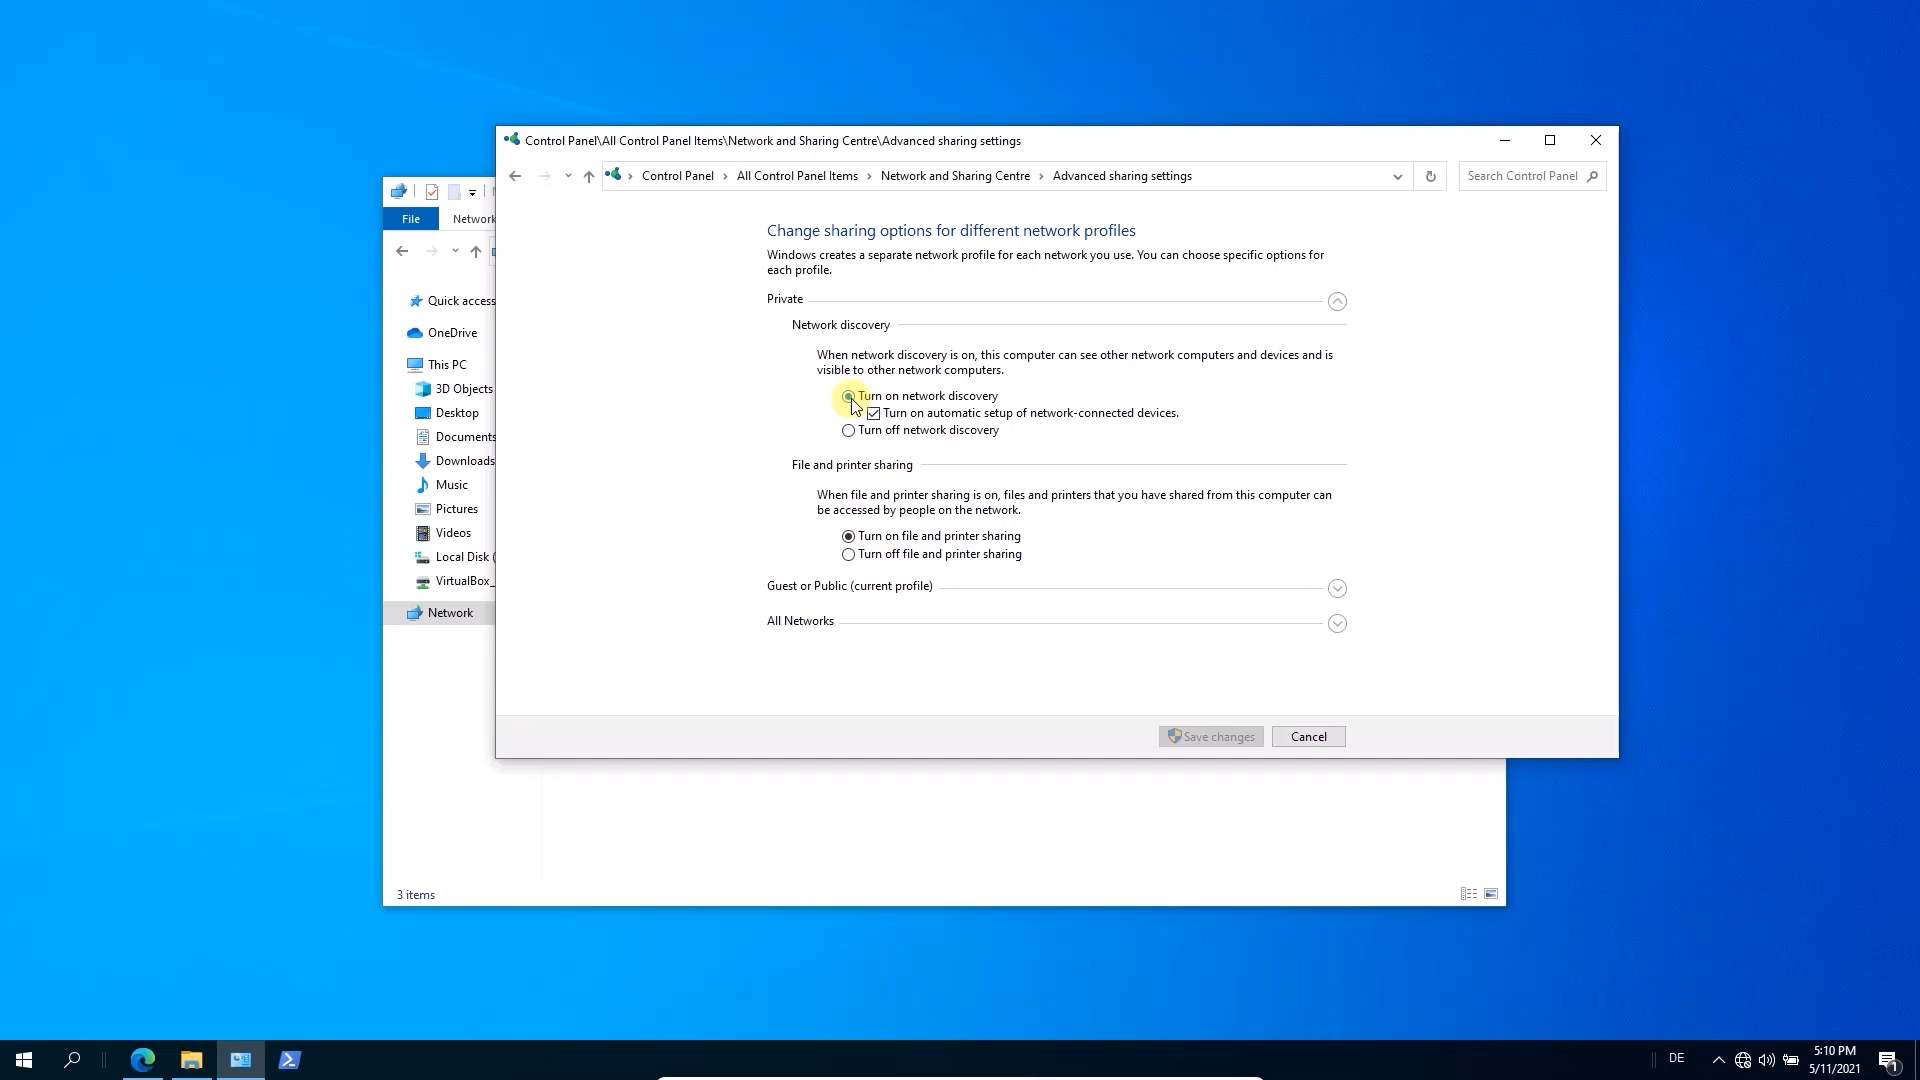 Control Panel\All Control Panel Items\Network and Sharing Centre\Advanced sharing settings
Control Panel All Control Panel Items Network and Sharing Centre Advanced sharing settings
Search Control Panel
File Network
Change sharing options for different network profiles
Windows creates a separate network profile for each network you use. You can choose specific options for
each profile.
Private
Network discovery
When network discovery is on, this computer can see other network computers and devices and is
visible to other network computers.
Turn on network discovery
Turn on automatic setup of network-connected devices.
Turn off network discovery
File and printer sharing
When file and printer sharing is on, files and printers that you have shared from this computer can
be accessed by people on the network.
Turn on file and printer sharing
Turn off file and printer sharing
Guest or Public (current profile)
All Networks
Save changes Cancel
Quick access
OneDrive
This PC
3D Objects
Desktop
Documents
Downloads
Music
Pictures
Videos
Local Disk (
VirtualBox_
Network
3 items
DE
5:10 PM
5/11/2021
1